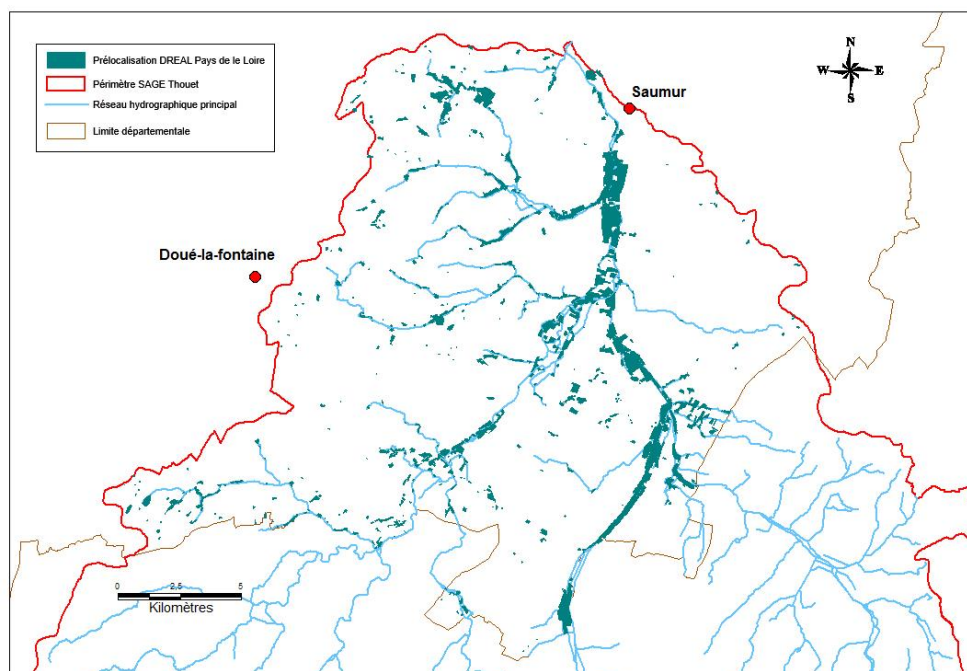 Prélocalisation DREAL Pays de le Loire
Périmètre SAGE Thouet
Réseau hydrographique principal
Limite départementale
N
W E
S
Saumur
Doué-la-fontaine
0 2.5 5
Kilomètres